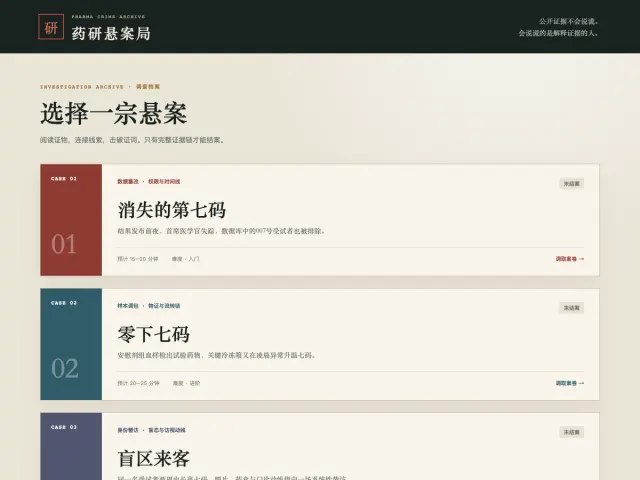 研
PHARMA CRIME ARCHIVE
药研悬案局
公开证据不会说谎。
会说谎的是解释证据的人。
INVESTIGATION ARCHIVE · 调查档案
选择一宗悬案
阅读证物，连接线索，击破证词。只有完整证据链才能结案。
CASE 01
01
数据篡改 · 权限与时间线
未结案
消失的第七码
结果发布前夜，首席医学官失踪，数据库中的007号受试者也被排除。
预计 15–20 分钟
难度 · 入门
调取案卷 →
CASE 02
02
样本调包 · 物证与流转链
未结案
零下七码
安慰剂组血样检出试验药物，关键冷冻箱又在凌晨异常升温七码。
预计 20–25 分钟
难度 · 进阶
调取案卷 →
CASE 03
身份替访 · 盲态与访视动线
未结案
盲区来客